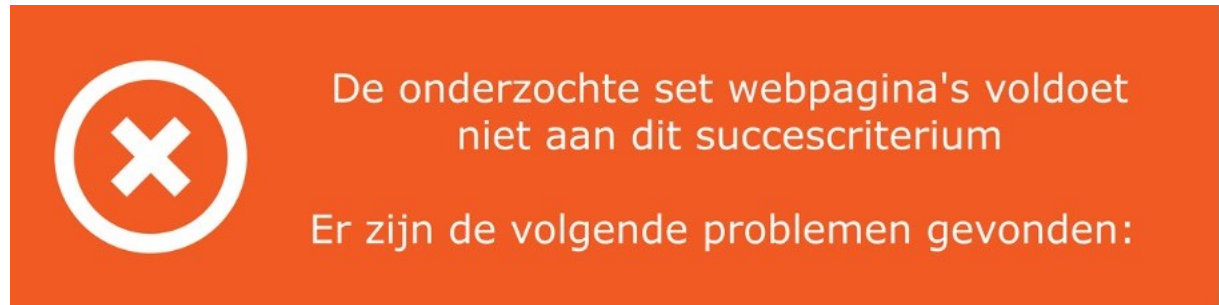 De onderzochte set webpagina's voldoet
niet aan dit succescriterium
Er zijn de volgende problemen gevonden: